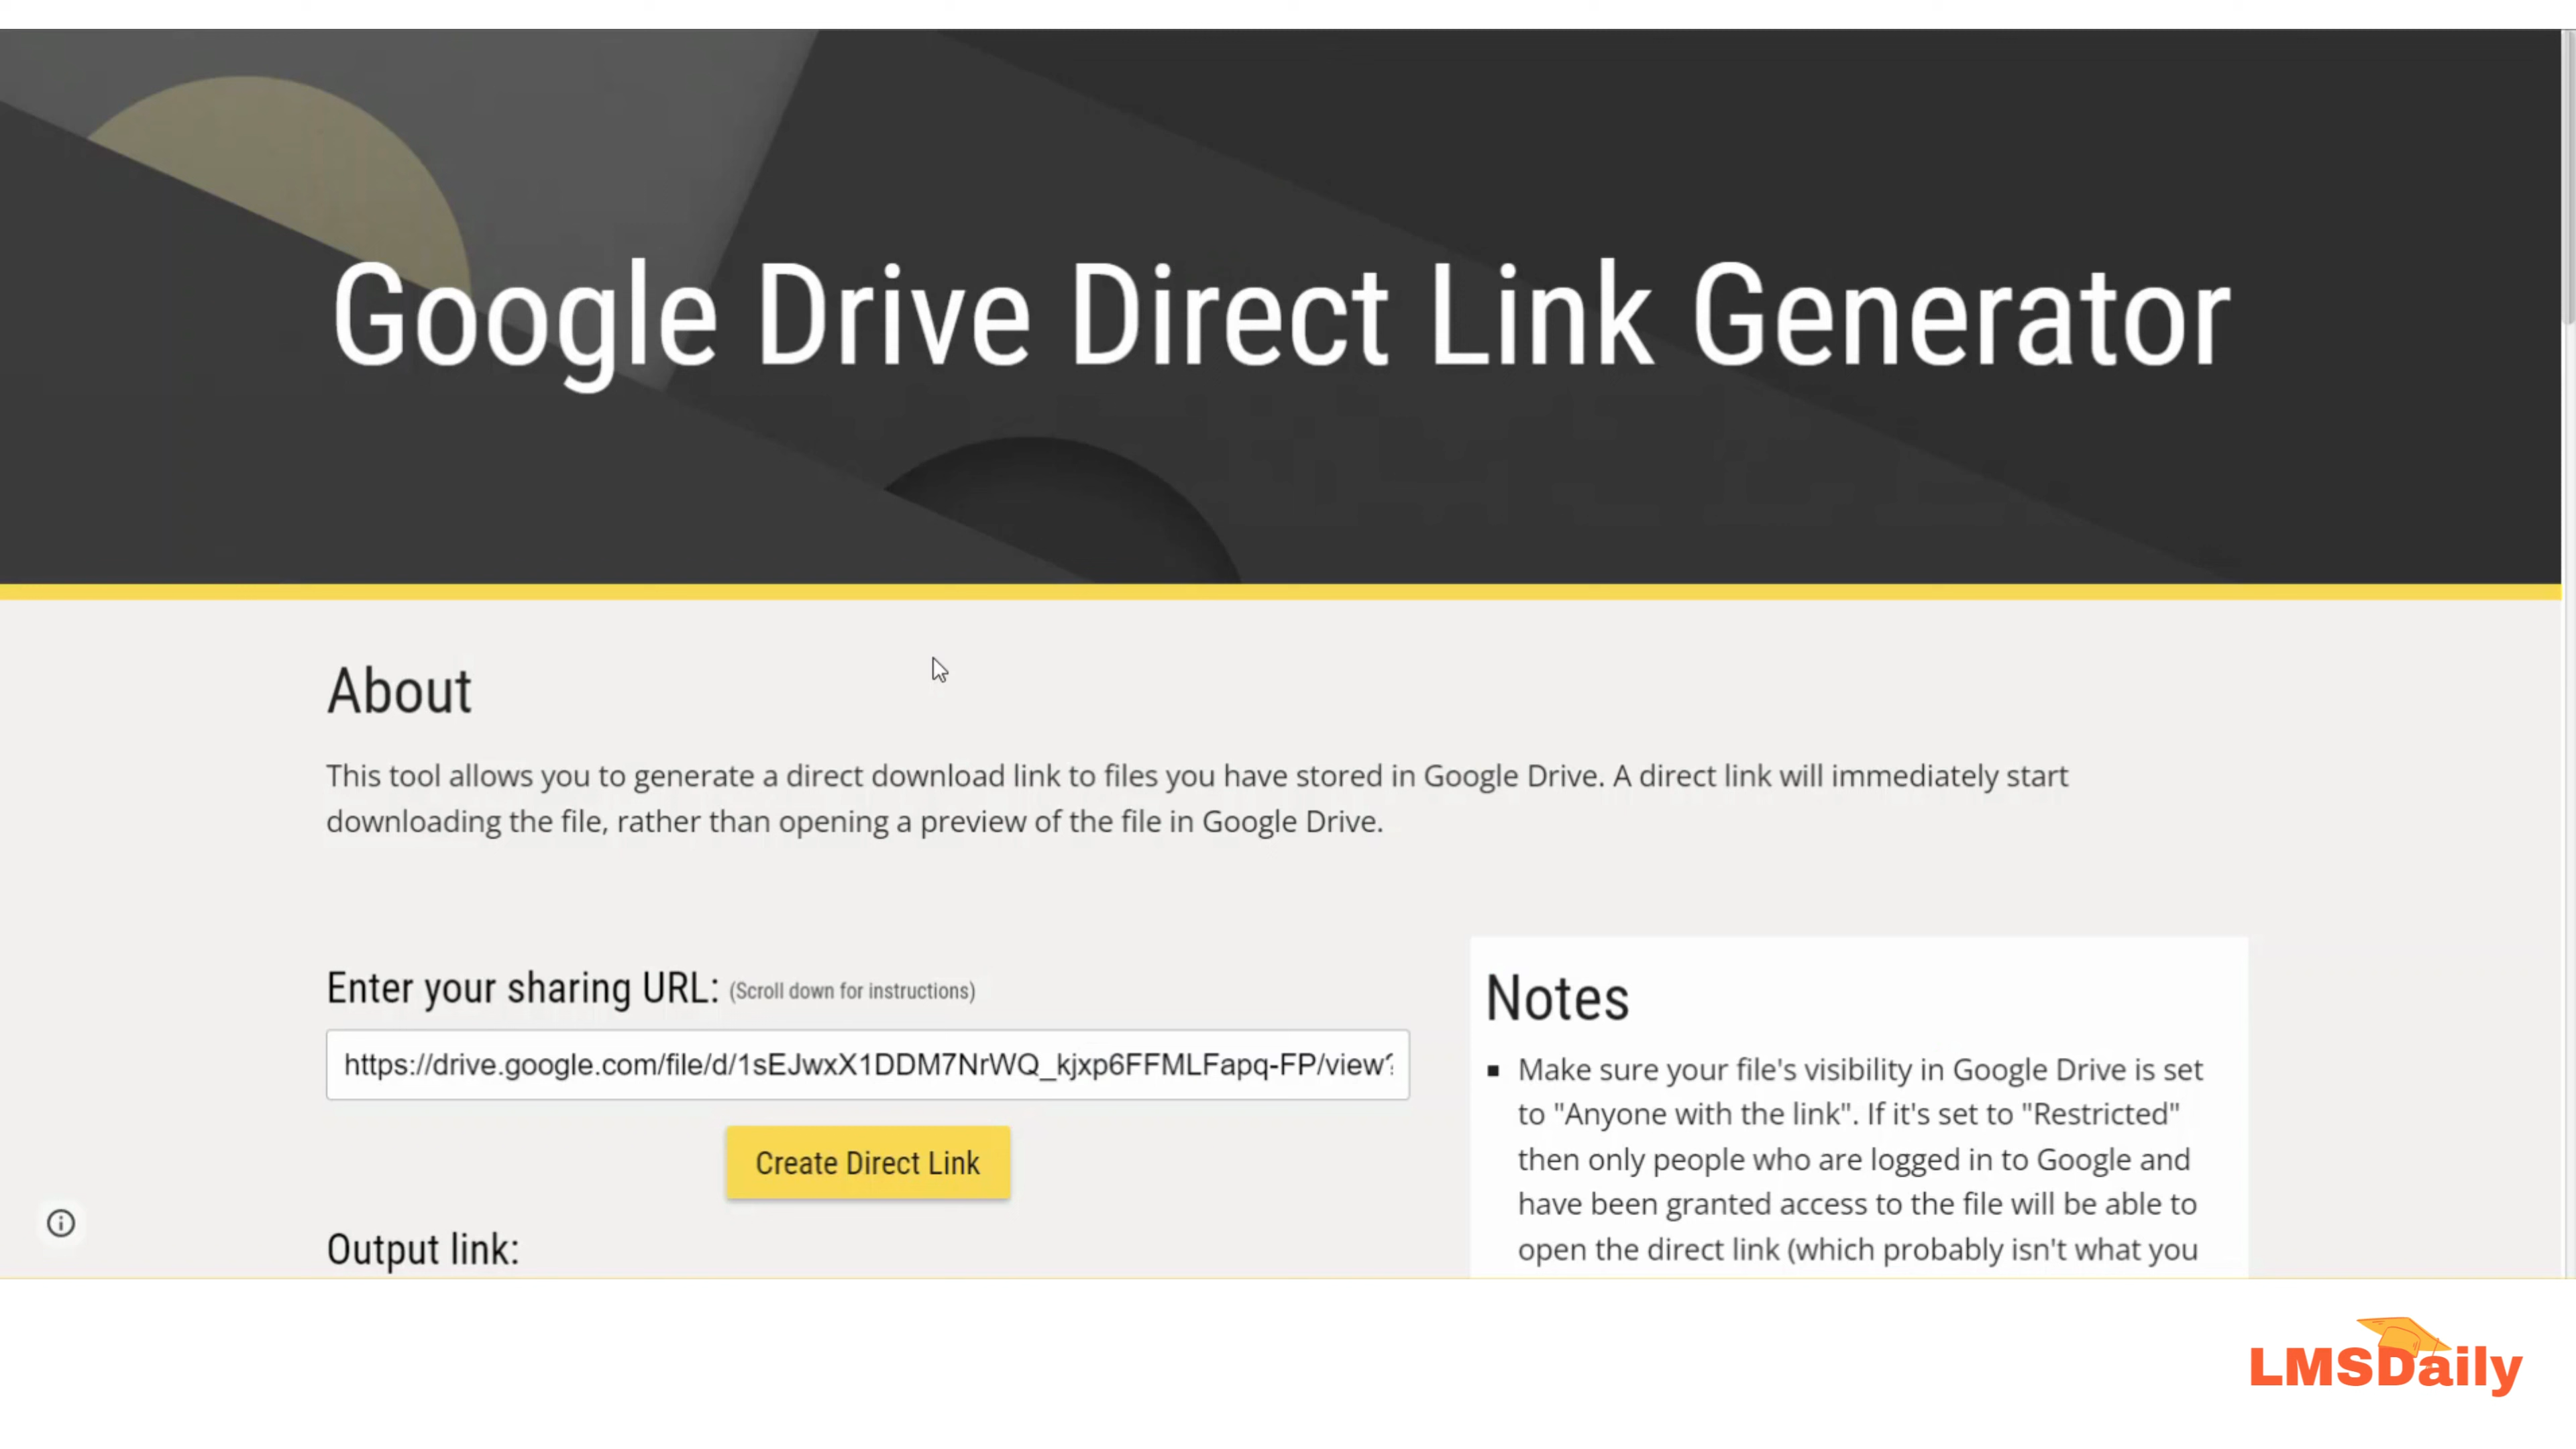 Google Drive Direct Link Generator
About
This tool allows you to generate a direct download link to files you have stored in Google Drive. A direct link will immediately start
downloading the file, rather than opening a preview of the file in Google Drive.
Enter your sharing URL: (Scroll down for instructions)
https://drive.google.com/file/d/1sEJwxX1DDM7NrWQ_kjxp6FFMLFapq-FP/view?
Create Direct Link
Output link:
Notes
▪ Make sure your file's visibility in Google Drive is set
to "Anyone with the link". If it's set to "Restricted"
then only people who are logged in to Google and
have been granted access to the file will be able to
open the direct link (which probably isn't what you
LMSDaily